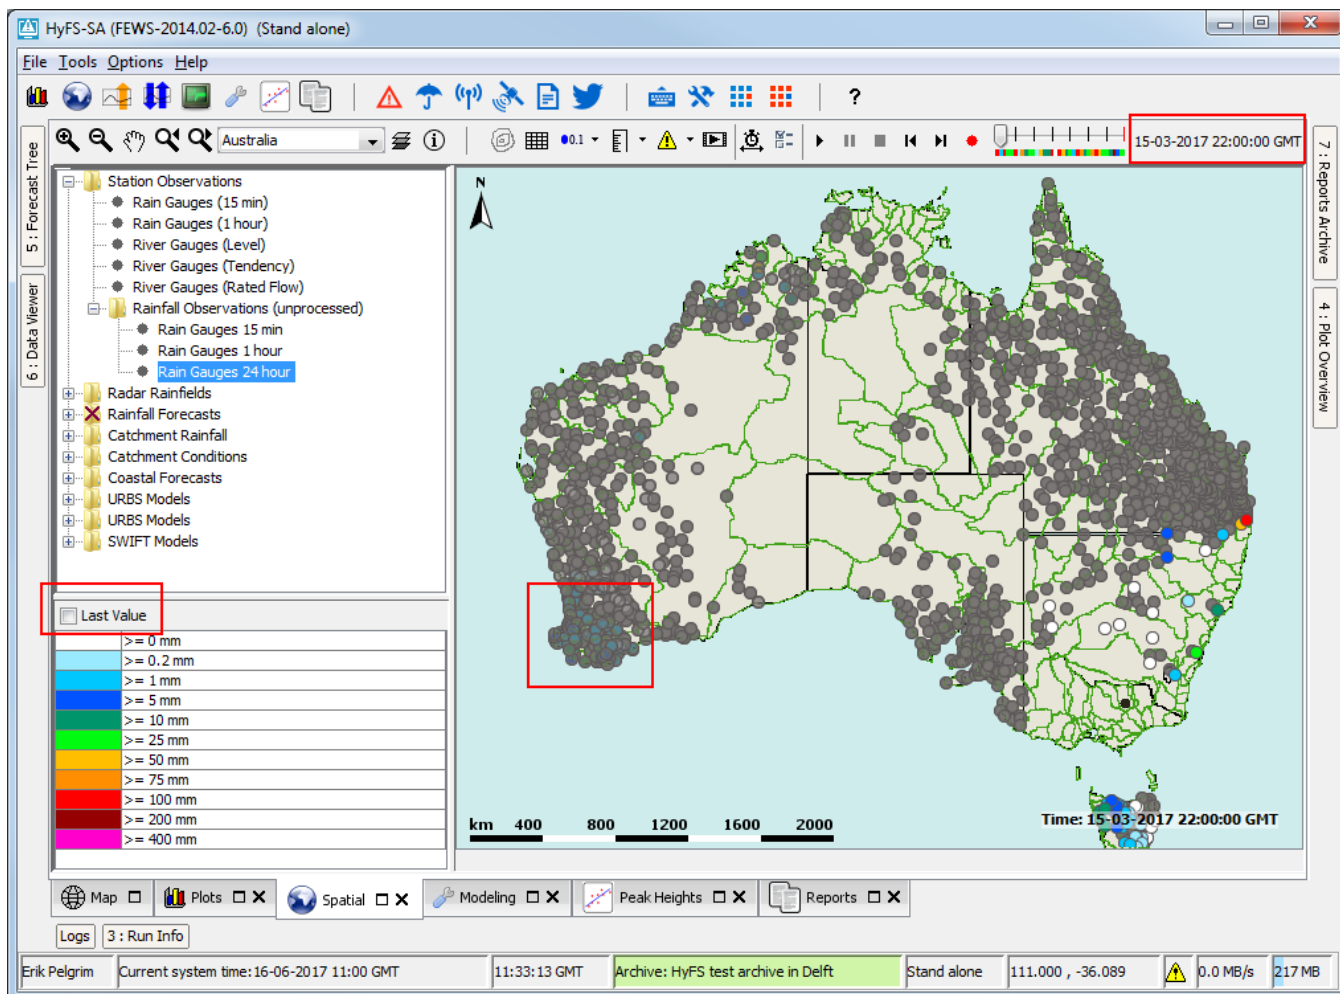 HyFS-SA (FEWS-2014.02-6.0) (Stand alone)
File Tools Options Help
?
Australia
0.1
15-03-2017 22:00:00 GMT
5 : Forecast Tree
6 : Data Viewer
7 : Reports Archive
4 : Plot Overview
Station Observations
Rain Gauges (15 min)
Rain Gauges (1 hour)
River Gauges (Level)
River Gauges (Tendency)
River Gauges (Rated Flow)
Rainfall Observations (unprocessed)
Rain Gauges 15 min
Rain Gauges 1 hour
Rain Gauges 24 hour
Radar Rainfields
Rainfall Forecasts
Catchment Rainfall
Catchment Conditions
Coastal Forecasts
URBS Models
URBS Models
SWIFT Models
Last Value
>= 0 mm
>= 0.2 mm
>= 1 mm
>= 5 mm
>= 10 mm
>= 25 mm
>= 50 mm
>= 75 mm
>= 100 mm
>= 200 mm
>= 400 mm
N
km 400 800 1200 1600 2000
Time: 15-03-2017 22:00:00 GMT
Map Plots Spatial Modeling Peak Heights Reports
Logs 3 : Run Info
Erik Pelgrim Current system time:16-06-2017 11:00 GMT 11:33:13 GMT Archive: HyFS test archive in Delft Stand alone 111.000 , -36.089 0.0 MB/s 217 MB